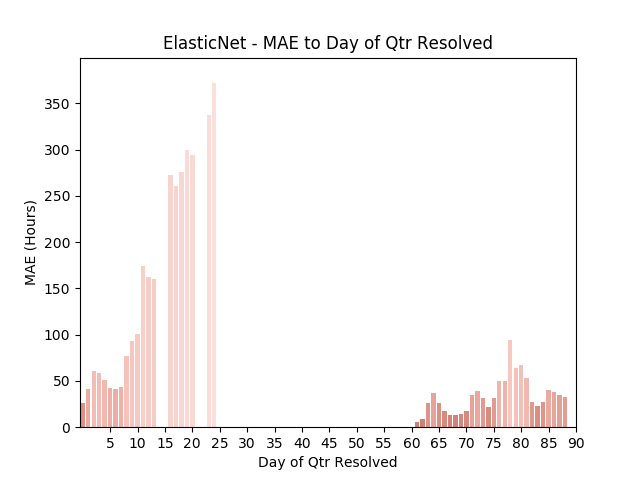 ElasticNet - MAE to Day of Qtr Resolved
MAE (Hours)
350
300
250
200
150
100
50
0
5 10 15 20 25 30 35 40 45 50 55 60 65 70 75 80 85 90
Day of Qtr Resolved